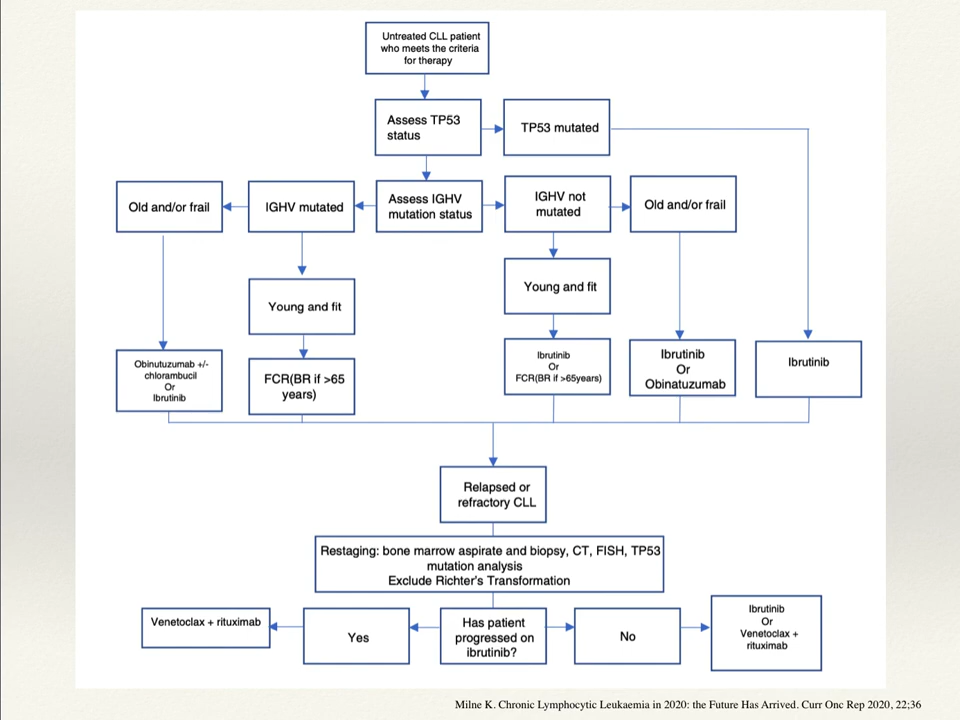 Untreated CLL patient
who meets the criteria
for therapy
Assess TP53
status
TP53 mutated
Old and/or frail
IGHV mutated
Assess IGHV
mutation status
IGHV not
mutated
Old and/or frail
Young and fit
Young and fit
Obinutuzumab +/-
chlorambucil
Or
Ibrutinib
FCR(BR if >65
years)
Ibrutinib
Or
FCR(BR if >65years)
Ibrutinib
Or
Obinatuzumab
Ibrutinib
Relapsed or
refractory CLL
Restaging: bone marrow aspirate and biopsy, CT, FISH, TP53
mutation analysis
Exclude Richter's Transformation
Venetoclax + rituximab
Yes
Has patient
progressed on
ibrutinib?
No
Ibrutinib
Or
Venetoclax +
rituximab
Milne K. Chronic Lymphocytic Leukaemia in 2020: the Future Has Arrived. Curr Onc Rep 2020, 22;36